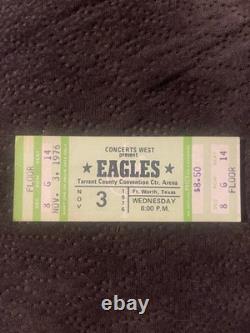 FLOOR
8 G 14
NOV. 3. 1976
CONCERTS WEST
present
★ EAGLES ★
Tarrant County Convention Ctr. Arena
NOV
3
1976
Ft. Worth, Texas
WEDNESDAY
8:00 P.M.
$8.50
8 G 14
FLOOR